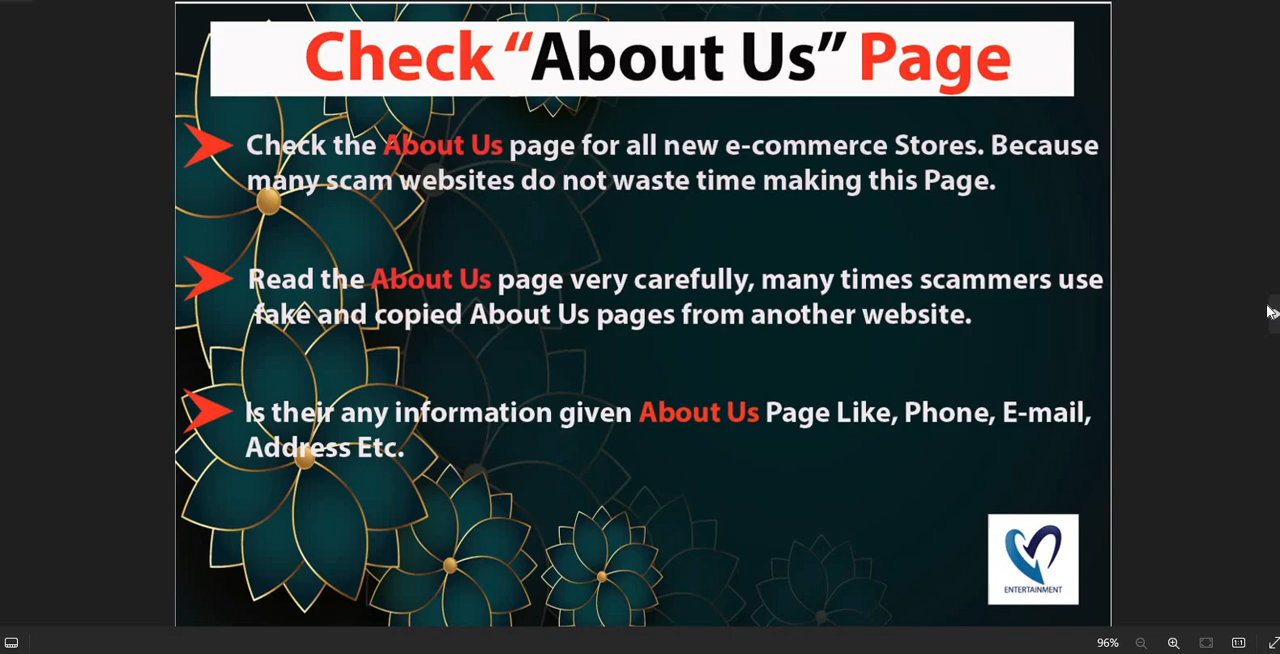 Check “About Us” Page
Check the About Us page for all new e-commerce Stores. Because
many scam websites do not waste time making this Page.
Read the About Us page very carefully, many times scammers use
fake and copied About Us pages from another website.
Is their any information given About Us Page Like, Phone, E-mail,
Address Etc.
ENTERTAINMENT
96%
1:1